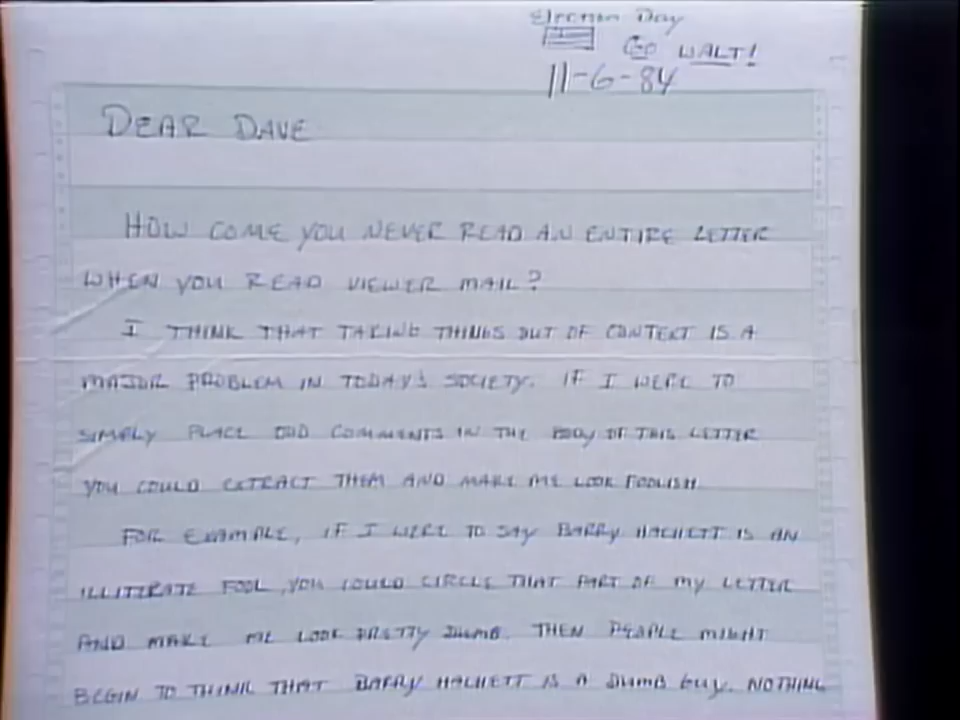 Election Day
Go WALT!
11-6-84
DEAR DAVE
HOW COME YOU NEVER READ AN ENTIRE LETTER
WHEN YOU READ VIEWER MAIL?
I THINK THAT TAKING THINGS OUT OF CONTEXT IS A
MAJOR PROBLEM IN TODAY'S SOCIETY. IF I WERE TO
SIMPLY PLACE ODD COMMENTS IN THE BODY OF THIS LETTER
YOU COULD EXTRACT THEM AND MAKE ME LOOK FOOLISH
FOR EXAMPLE, IF I WERE TO SAY BARRY HACKETT IS AN
ILLITERATE FOOL, YOU COULD CIRCLE THAT PART OF MY LETTER
AND MAKE ME LOOK PRETTY DUMB. THEN PEOPLE MIGHT
BEGIN TO THINK THAT BARRY HACKETT IS A DUMB GUY. NOTHING